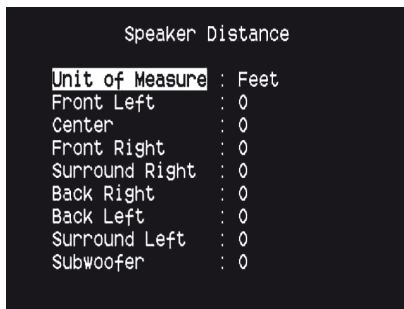 Speaker Distance
Unit of Measure : Feet
Front Left : 0
Center : 0
Front Right : 0
Surround Right : 0
Back Right : 0
Back Left : 0
Surround Left : 0
Subwoofer : 0